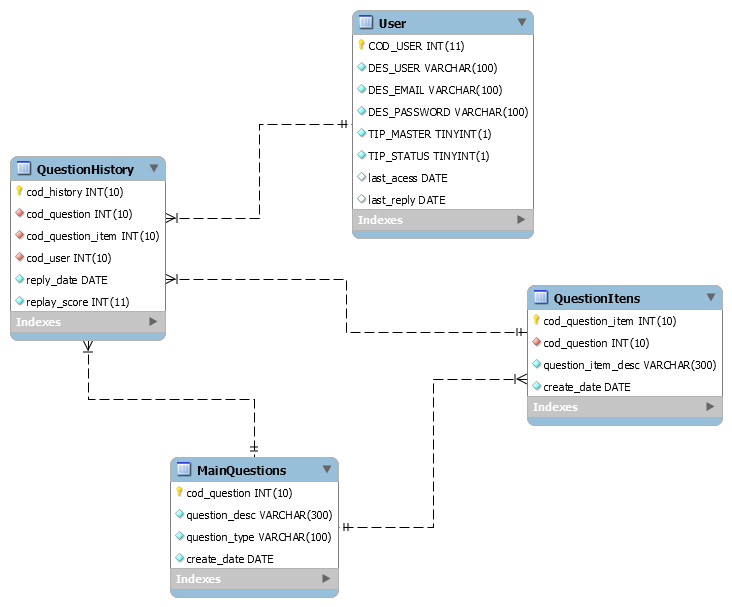 User
COD_USER INT(11)
DES_USER VARCHAR(100)
DES_EMAIL VARCHAR(100)
DES_PASSWORD VARCHAR(100)
TIP_MASTER TINYINT(1)
TIP_STATUS TINYINT(1)
last_acess DATE
last_reply DATE
Indexes
QuestionHistory
cod_history INT(10)
cod_question INT(10)
cod_question_item INT(10)
cod_user INT(10)
reply_date DATE
replay_score INT(11)
Indexes
QuestionItens
cod_question_item INT(10)
cod_question INT(10)
question_item_desc VARCHAR(300)
create_date DATE
Indexes
MainQuestions
cod_question INT(10)
question_desc VARCHAR(300)
question_type VARCHAR(100)
create_date DATE
Indexes